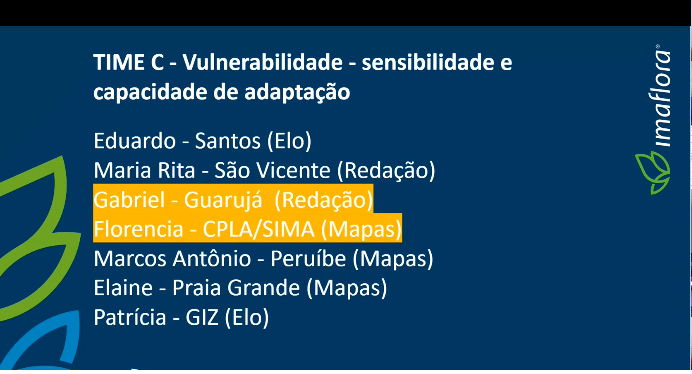 TIME C - Vulnerabilidade - sensibilidade e
capacidade de adaptação
Eduardo - Santos (Elo)
Maria Rita - São Vicente (Redação)
Gabriel - Guarujá  (Redação)
Florencia - CPLA/SIMA (Mapas)
Marcos Antônio - Peruíbe (Mapas)
Elaine - Praia Grande (Mapas)
Patrícia - GIZ (Elo)
imaflora®